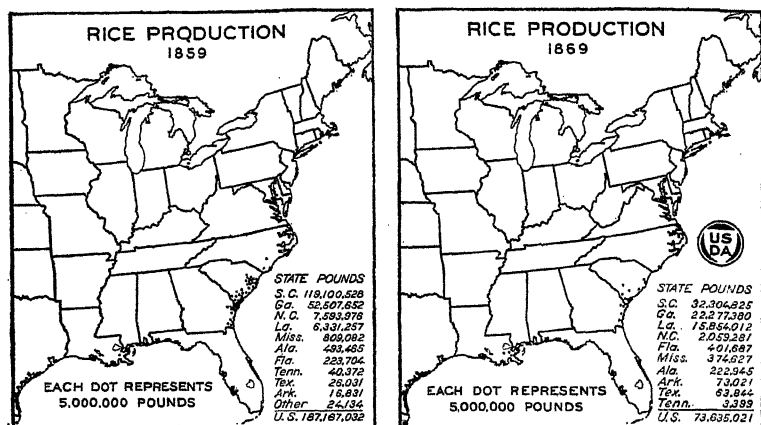 RICE PRODUCTION
1859
STATE POUNDS
S.C. 119,100,528
Ga. 52,507,652
N.C. 7,593,976
La. 6,331,257
Miss. 809,082
Ala. 493,465
Fla. 223,704
Tenn. 40,372
Tex. 26,031
Ark. 16,831
Other 24,134
U.S. 187,167,032
EACH DOT REPRESENTS
5,000,000 POUNDS
RICE PRODUCTION
1869
US
DA
STATE POUNDS
S.C. 32,304,825
Ga. 22,277,380
La. 15,854,012
N.C. 2,059,281
Fla. 401,687
Miss. 374,627
Ala. 222,945
Ark. 73,021
Tex. 63,844
Tenn. 3,399
U.S. 73,635,021
EACH DOT REPRESENTS
5,000,000 POUNDS